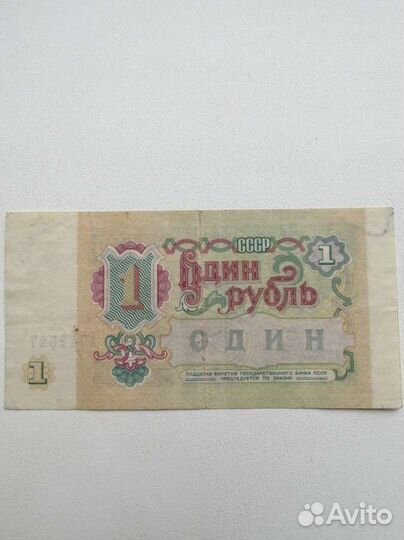 СССР
1
1
Один
рубль
ОДИН
1
ПОДДЕЛКА БИЛЕТОВ ГОСУДАРСТВЕННОГО БАНКА СССР
ПРЕСЛЕДУЕТСЯ ПО ЗАКОНУ
Avito